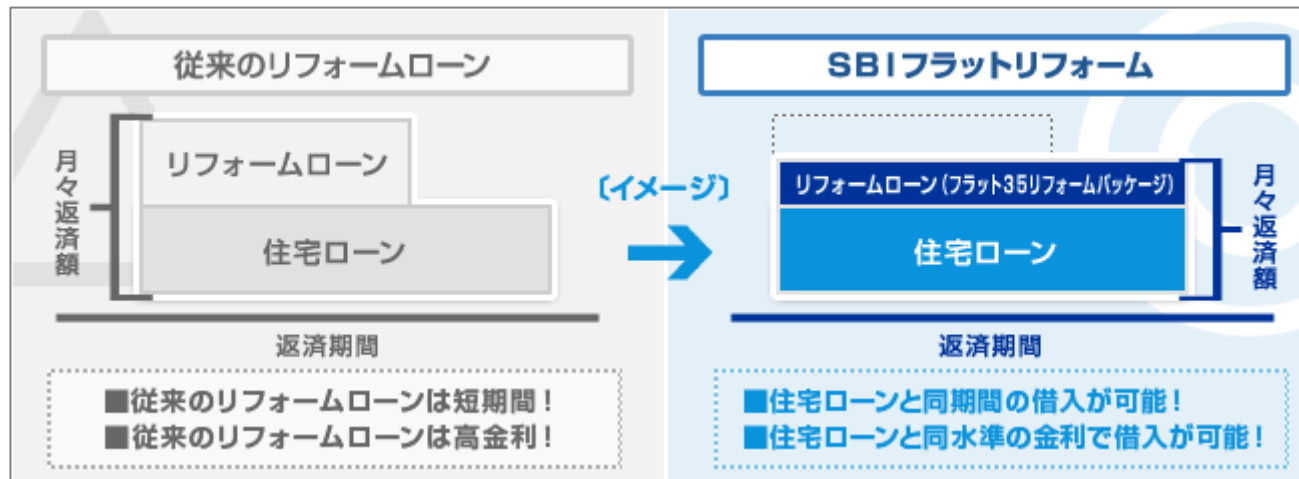 従来のリフォームローン
月々返済額
リフォームローン
住宅ローン
返済期間
■従来のリフォームローンは短期間！
■従来のリフォームローンは高金利！
〔イメージ〕
SBIフラットリフォーム
リフォームローン（フラット35リフォームパッケージ）
住宅ローン
月々返済額
返済期間
■住宅ローンと同期間の借入が可能！
■住宅ローンと同水準の金利で借入が可能！